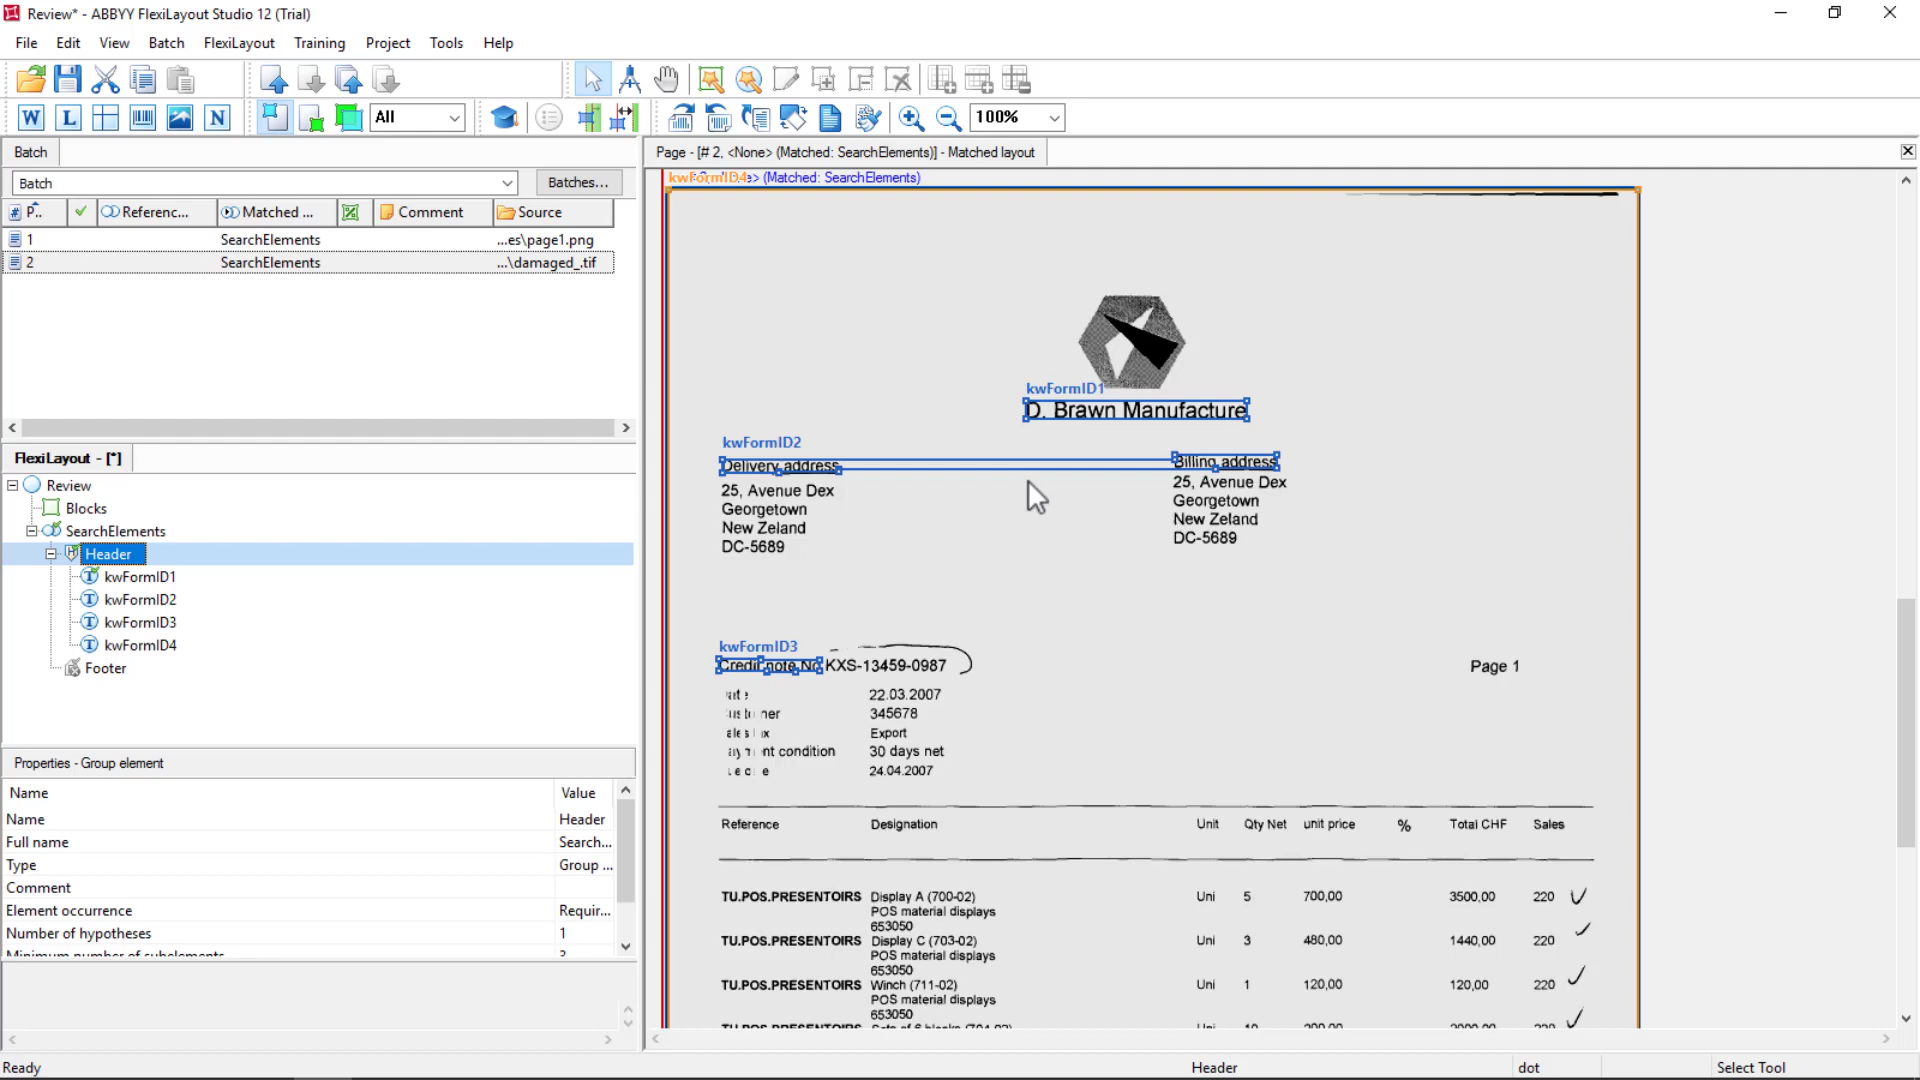 Review* - ABBYY FlexiLayout Studio 12 (Trial)
File Edit View Batch FlexiLayout Training Project Tools Help
W L N All 100%
Batch
Page - [# 2, <None> (Matched: SearchElements)] - Matched layout
Batch Batches...
# P.. Referenc... Matched ... Comment Source
1 SearchElements ...es\page1.png
2 SearchElements ...\damaged_.tif
FlexiLayout - [*]
Review
Blocks
SearchElements
Header
kwFormID1
kwFormID2
kwFormID3
kwFormID4
Footer
Properties - Group element
Name Value
Name Header
Full name Search...
Type Group ...
Comment
Element occurrence Requir...
Number of hypotheses 1
Minimum number of subelements
kwFormID4 > (Matched: SearchElements)
kwFormID1
D. Brawn Manufacture
kwFormID2
Delivery address Billing address
25, Avenue Dex 25, Avenue Dex
Georgetown Georgetown
New Zeland New Zeland
DC-5689 DC-5689
kwFormID3
Credit note No KXS-13459-0987 Page 1
22.03.2007
345678
Export
condition 30 days net
24.04.2007
Reference Designation Unit Qty Net unit price % Total CHF Sales
TU.POS.PRESENTOIRS Display A (700-02) Uni 5 700,00 3500,00 220
POS material displays
653050
TU.POS.PRESENTOIRS Display C (703-02) Uni 3 480,00 1440,00 220
POS material displays
653050
TU.POS.PRESENTOIRS Winch (711-02) Uni 1 120,00 120,00 220
POS material displays
653050
TU.POS.PRESENTOIRS
Ready Header dot Select Tool